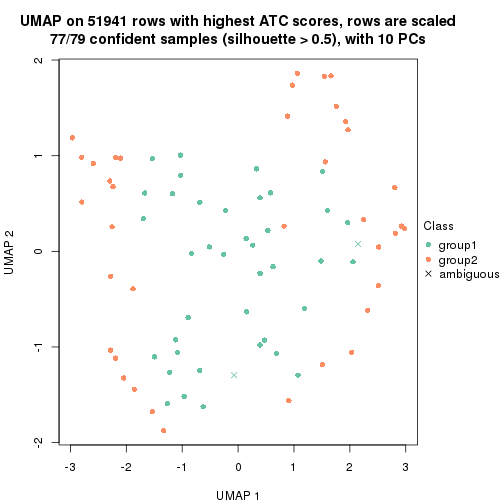 UMAP on 51941 rows with highest ATC scores, rows are scaled
77/79 confident samples (silhouette > 0.5), with 10 PCs
2
1
0
-1
-2
UMAP 2
-3
-2
-1
0
1
2
3
UMAP 1
Class
group1
group2
ambiguous